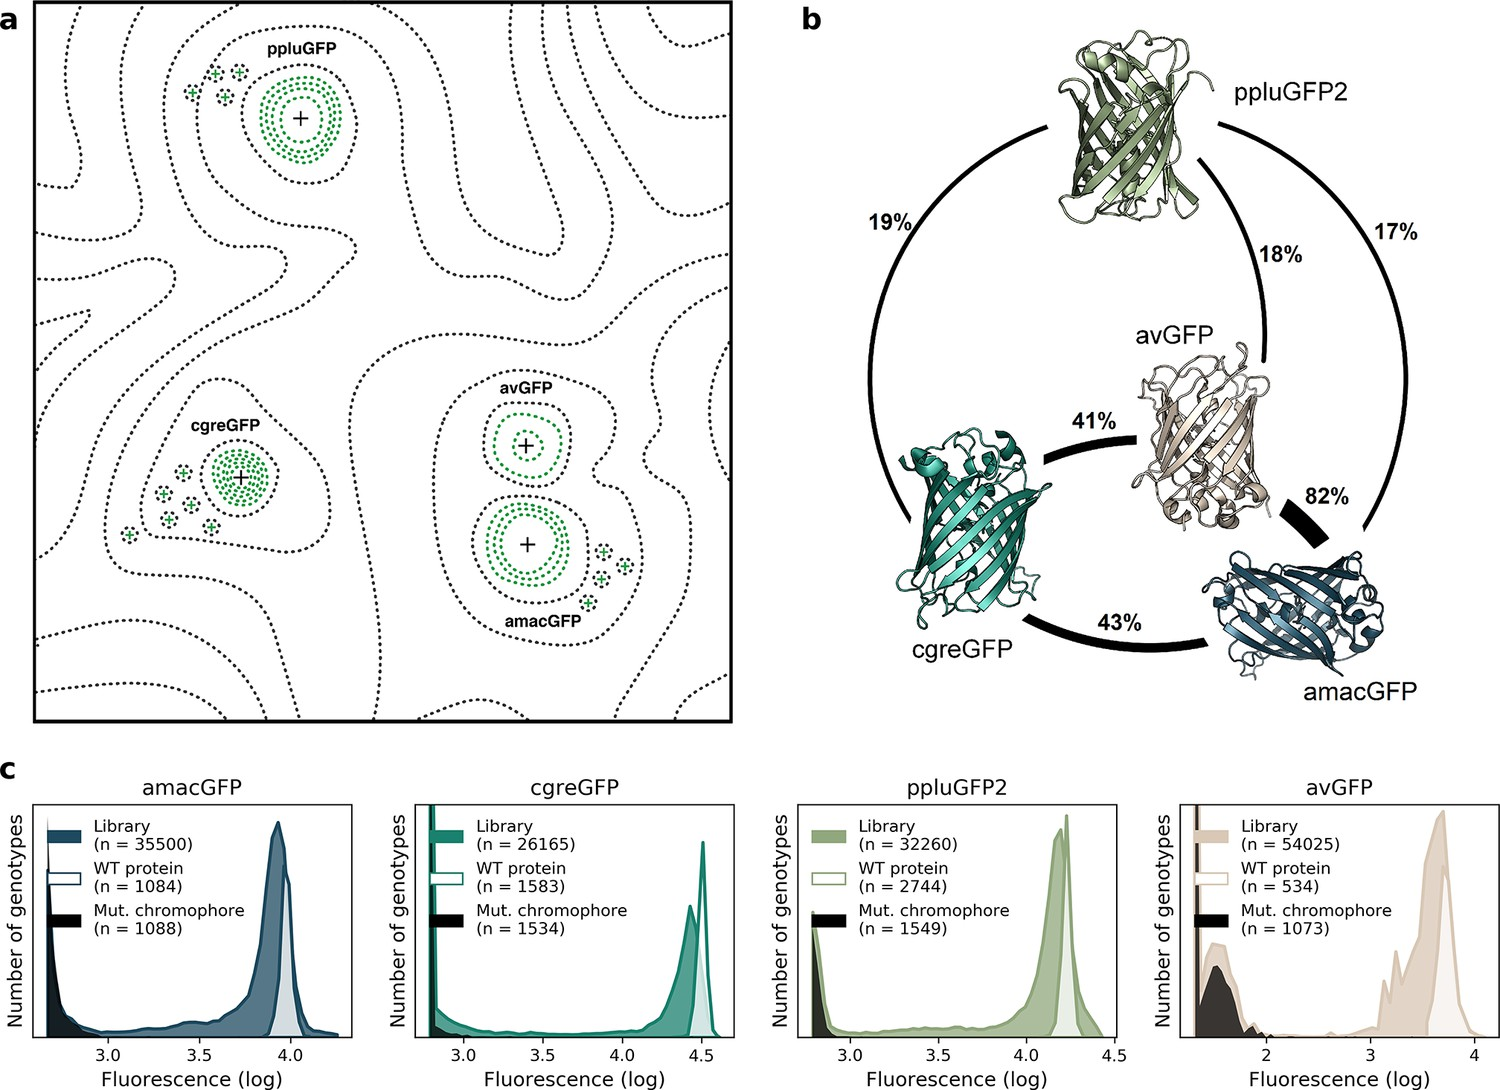 a
ppluGFP
avGFP
cgreGFP
amacGFP
b
ppluGFP2
19%
17%
18%
avGFP
41%
82%
43%
cgreGFP
amacGFP
c
amacGFP
Number of genotypes
Library
(n = 35500)
WT protein
(n = 1084)
Mut. chromophore
(n = 1088)
3.0 3.5 4.0
Fluorescence (log)
cgreGFP
Number of genotypes
Library
(n = 26165)
WT protein
(n = 1583)
Mut. chromophore
(n = 1534)
3.0 3.5 4.0 4.5
Fluorescence (log)
ppluGFP2
Number of genotypes
Library
(n = 32260)
WT protein
(n = 2744)
Mut. chromophore
(n = 1549)
3.0 3.5 4.0 4.5
Fluorescence (log)
avGFP
Number of genotypes
Library
(n = 54025)
WT protein
(n = 534)
Mut. chromophore
(n = 1073)
2 3 4
Fluorescence (log)